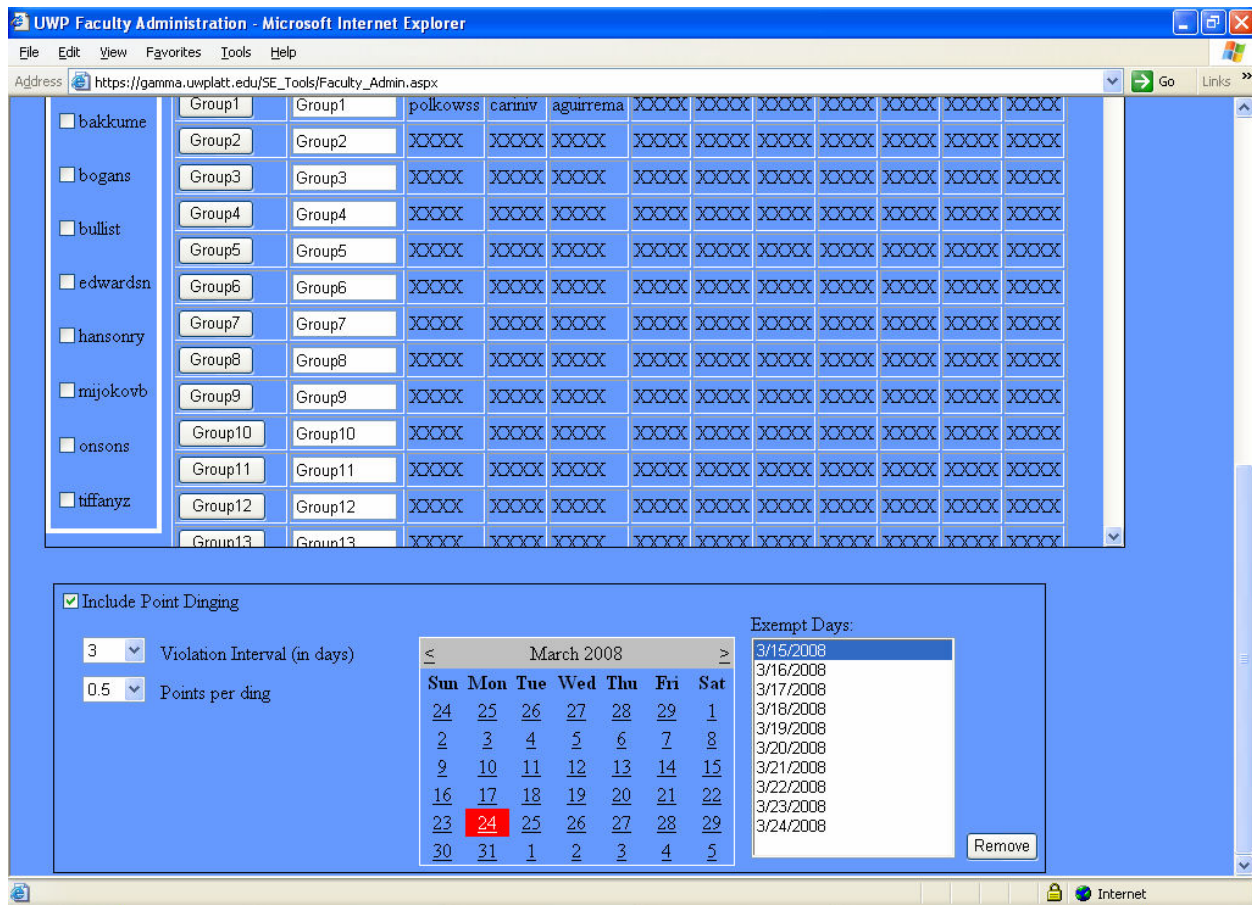 UWP Faculty Administration - Microsoft Internet Explorer
File Edit View Favorites Tools Help
Address https://gamma.uwplatt.edu/SE_Tools/Faculty_Admin.aspx Go Links »
Group1 Group1 polkowss cariniv aguirrema XXXX XXXX XXXX XXXX XXXX XXXX XXXX
bakkume
Group2 Group2 XXXX XXXX XXXX XXXX XXXX XXXX XXXX XXXX XXXX XXXX
bogans Group3 Group3 XXXX XXXX XXXX XXXX XXXX XXXX XXXX XXXX XXXX XXXX
Group4 Group4 XXXX XXXX XXXX XXXX XXXX XXXX XXXX XXXX XXXX XXXX
bullist
Group5 Group5 XXXX XXXX XXXX XXXX XXXX XXXX XXXX XXXX XXXX XXXX
edwardsn Group6 Group6 XXXX XXXX XXXX XXXX XXXX XXXX XXXX XXXX XXXX XXXX
Group7 Group7 XXXX XXXX XXXX XXXX XXXX XXXX XXXX XXXX XXXX XXXX
hansonry
Group8 Group8 XXXX XXXX XXXX XXXX XXXX XXXX XXXX XXXX XXXX XXXX
mijokovb Group9 Group9 XXXX XXXX XXXX XXXX XXXX XXXX XXXX XXXX XXXX XXXX
Group10 Group10 XXXX XXXX XXXX XXXX XXXX XXXX XXXX XXXX XXXX XXXX
onsons
Group11 Group11 XXXX XXXX XXXX XXXX XXXX XXXX XXXX XXXX XXXX XXXX
tiffanyz Group12 Group12 XXXX XXXX XXXX XXXX XXXX XXXX XXXX XXXX XXXX XXXX
Group13 Group13 XXXX XXXX XXXX XXXX XXXX XXXX XXXX XXXX XXXX XXXX
Include Point Dinging
3 Violation Interval (in days)
0.5 Points per ding
< March 2008 >
Sun Mon Tue Wed Thu Fri Sat
24 25 26 27 28 29 1
2 3 4 5 6 7 8
9 10 11 12 13 14 15
16 17 18 19 20 21 22
23 24 25 26 27 28 29
30 31 1 2 3 4 5
Exempt Days:
3/15/2008
3/16/2008
3/17/2008
3/18/2008
3/19/2008
3/20/2008
3/21/2008
3/22/2008
3/23/2008
3/24/2008
Remove
Internet